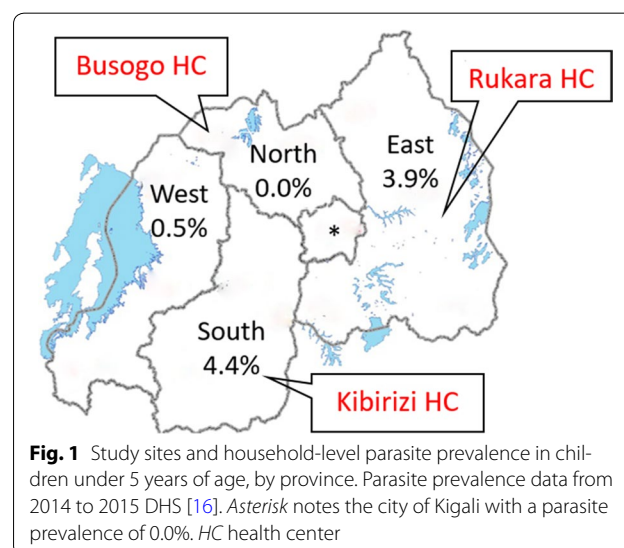 Busogo HC
Rukara HC
North
0.0%
East
3.9%
West
0.5%
*
South
4.4%
Kibirizi HC
Fig. 1 Study sites and household-level parasite prevalence in chil-
dren under 5 years of age, by province. Parasite prevalence data from
2014 to 2015 DHS [16]. Asterisk notes the city of Kigali with a parasite
prevalence of 0.0%. HC health center